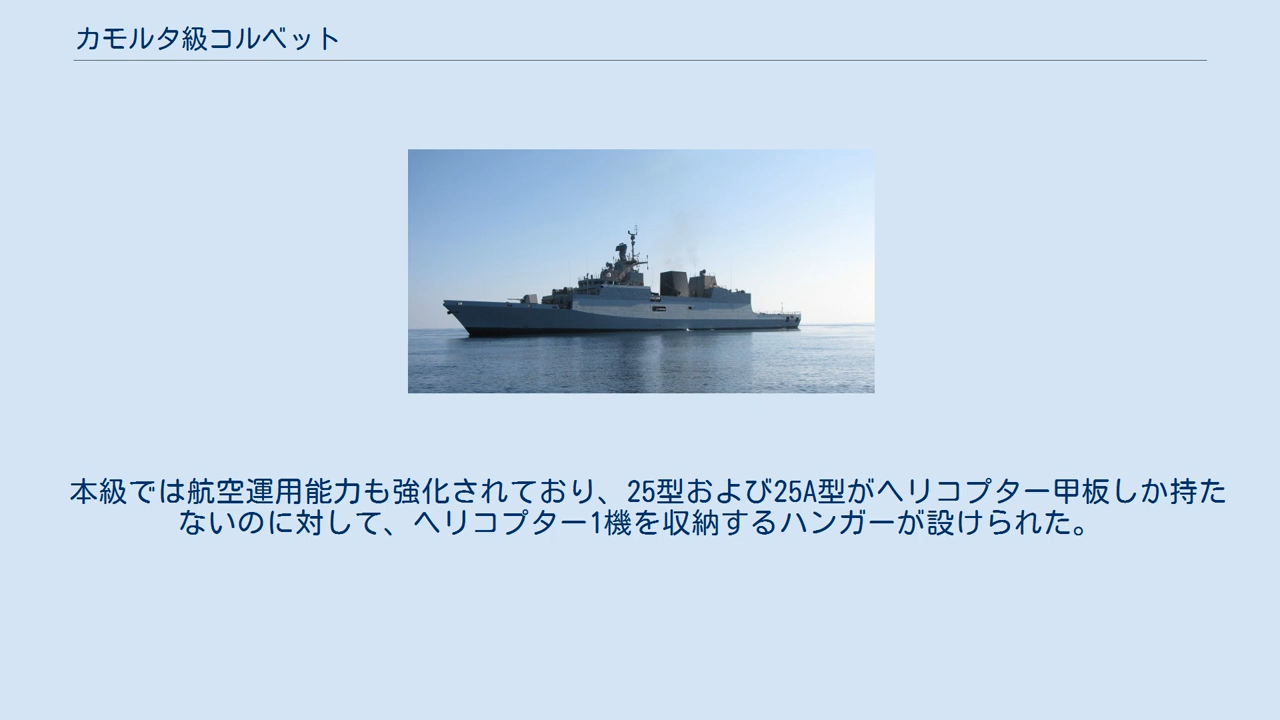 カモルタ級コルベット
本級では航空運用能力も強化されており、25型および25A型がヘリコプター甲板しか持た
ないのに対して、ヘリコプター1機を収納するハンガーが設けられた。